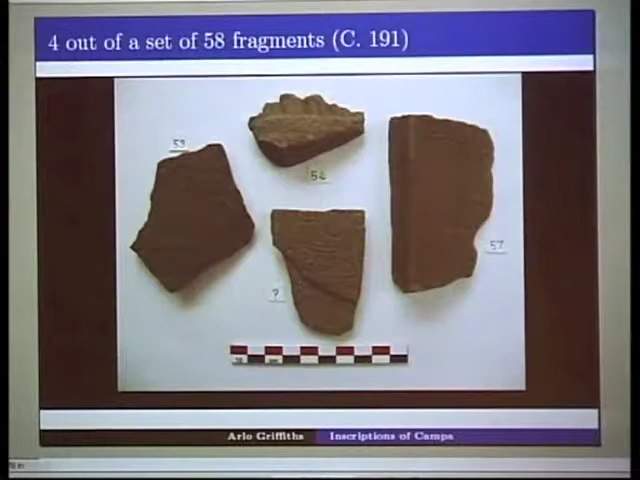 4 out of a set of 58 fragments (C. 191)
53
54
57
?
Arlo Griffiths
Inscriptions of Campa